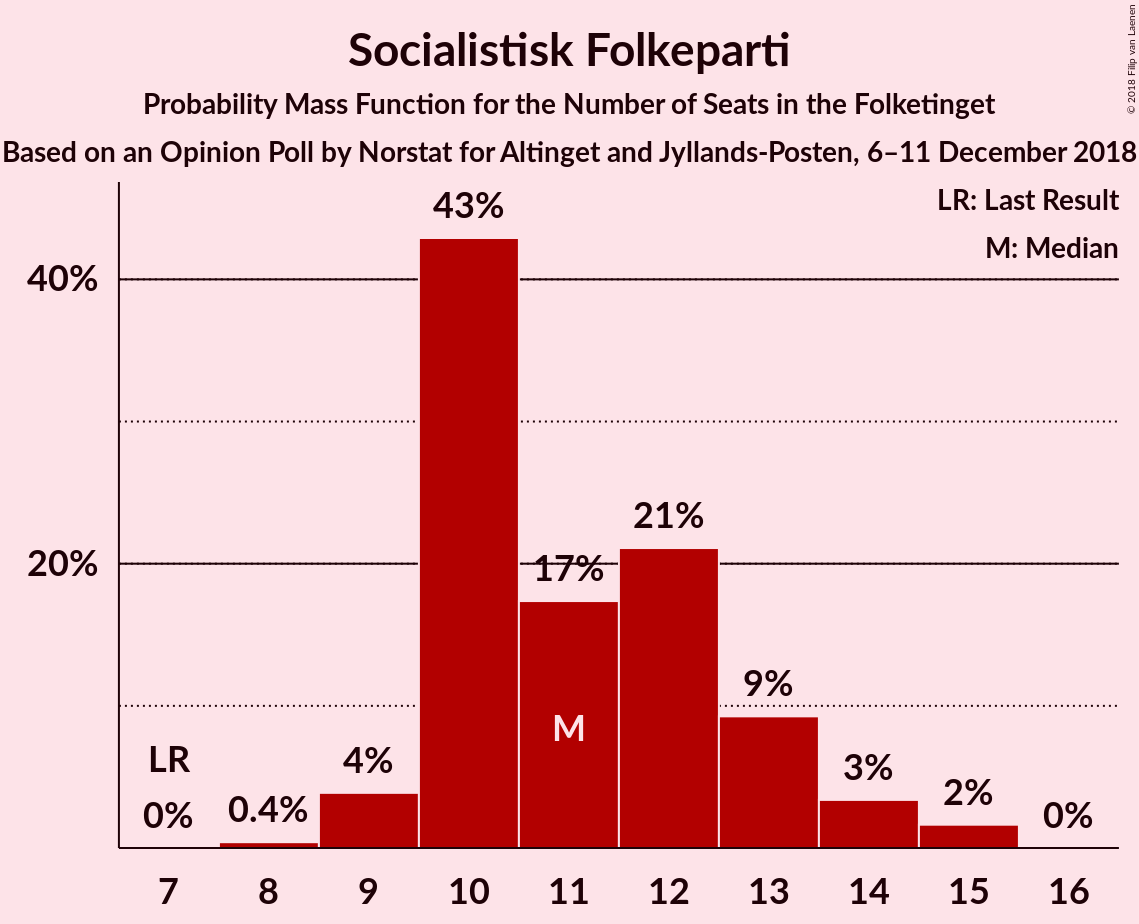 Socialistisk Folkeparti
Probability Mass Function for the Number of Seats in the Folketinget
Based on an Opinion Poll by Norstat for Altinget and Jyllands-Posten, 6–11 December 2018
© 2018 Filip van Laenen
LR: Last Result
M: Median
43%
40%
21%
20%
17%
9%
M
LR
4%
3%
2%
0%
0.4%
0%
7 8 9 10 11 12 13 14 15 16